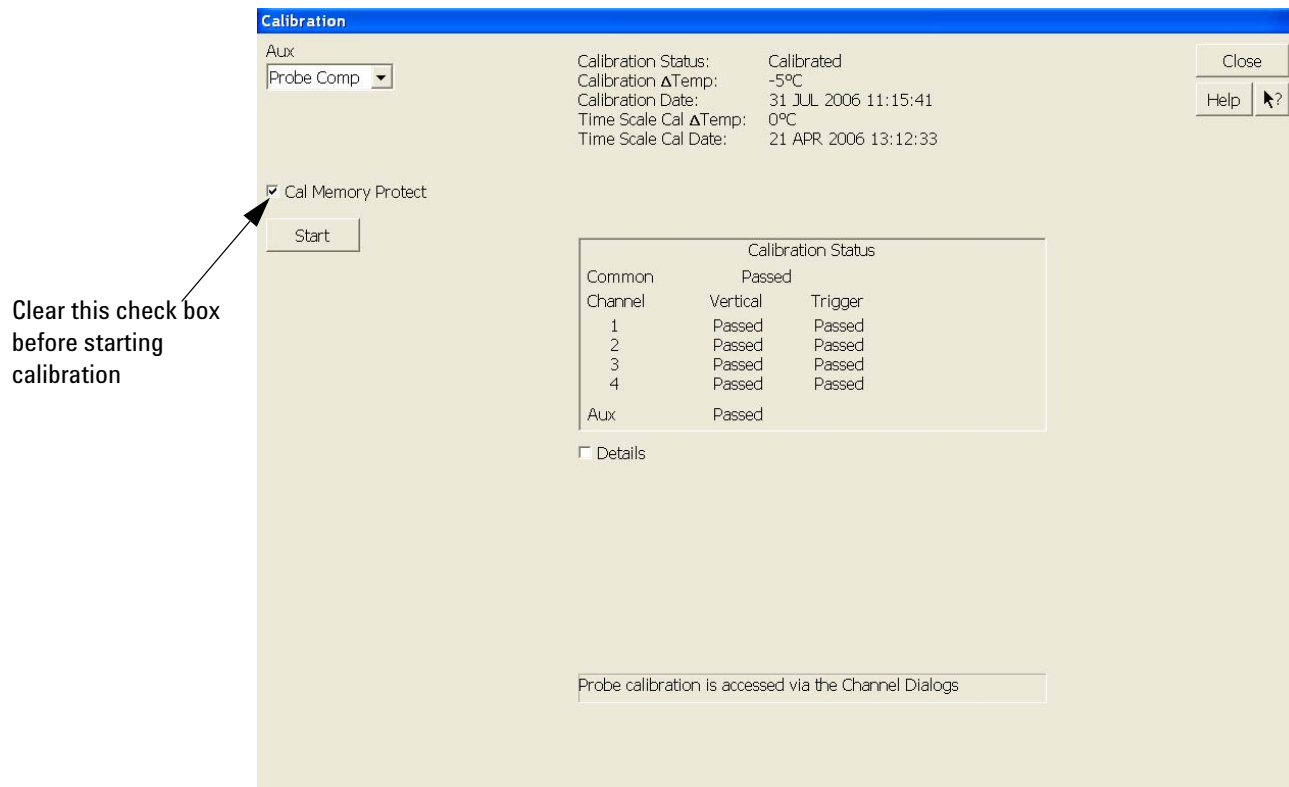 Calibration
Aux
Probe Comp
Calibration Status: Calibrated
Calibration ΔTemp: -5ºC
Calibration Date: 31 JUL 2006 11:15:41
Time Scale Cal ΔTemp: 0ºC
Time Scale Cal Date: 21 APR 2006 13:12:33
Close
Help ?
Cal Memory Protect
Start
Clear this check box
before starting
calibration
Calibration Status
Common Passed
Channel Vertical Trigger
1 Passed Passed
2 Passed Passed
3 Passed Passed
4 Passed Passed
Aux Passed
Details
Probe calibration is accessed via the Channel Dialogs